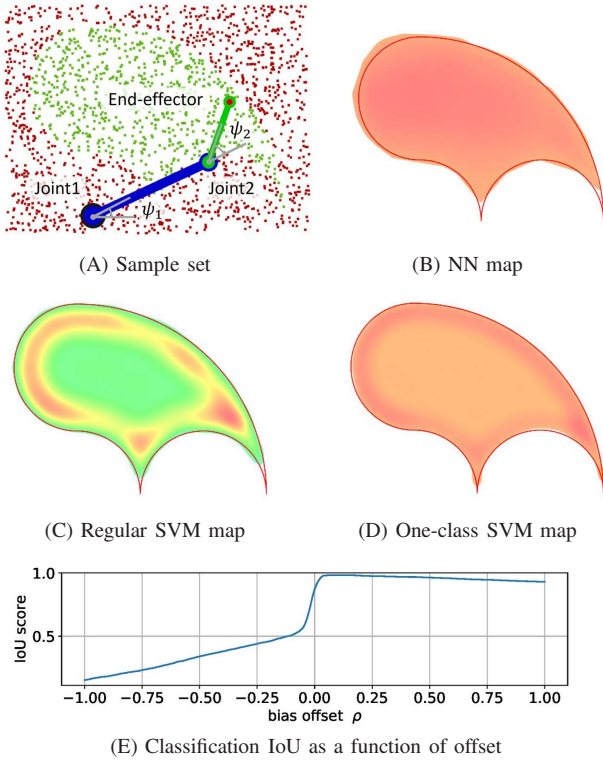 End-effector
ψ2
Joint1
Joint2
ψ1
(A) Sample set
(B) NN map
(C) Regular SVM map
(D) One-class SVM map
1.0
0.5
IoU score
−1.00 −0.75 −0.50 −0.25 0.00 0.25 0.50 0.75 1.00
bias offset ρ
(E) Classification IoU as a function of offset